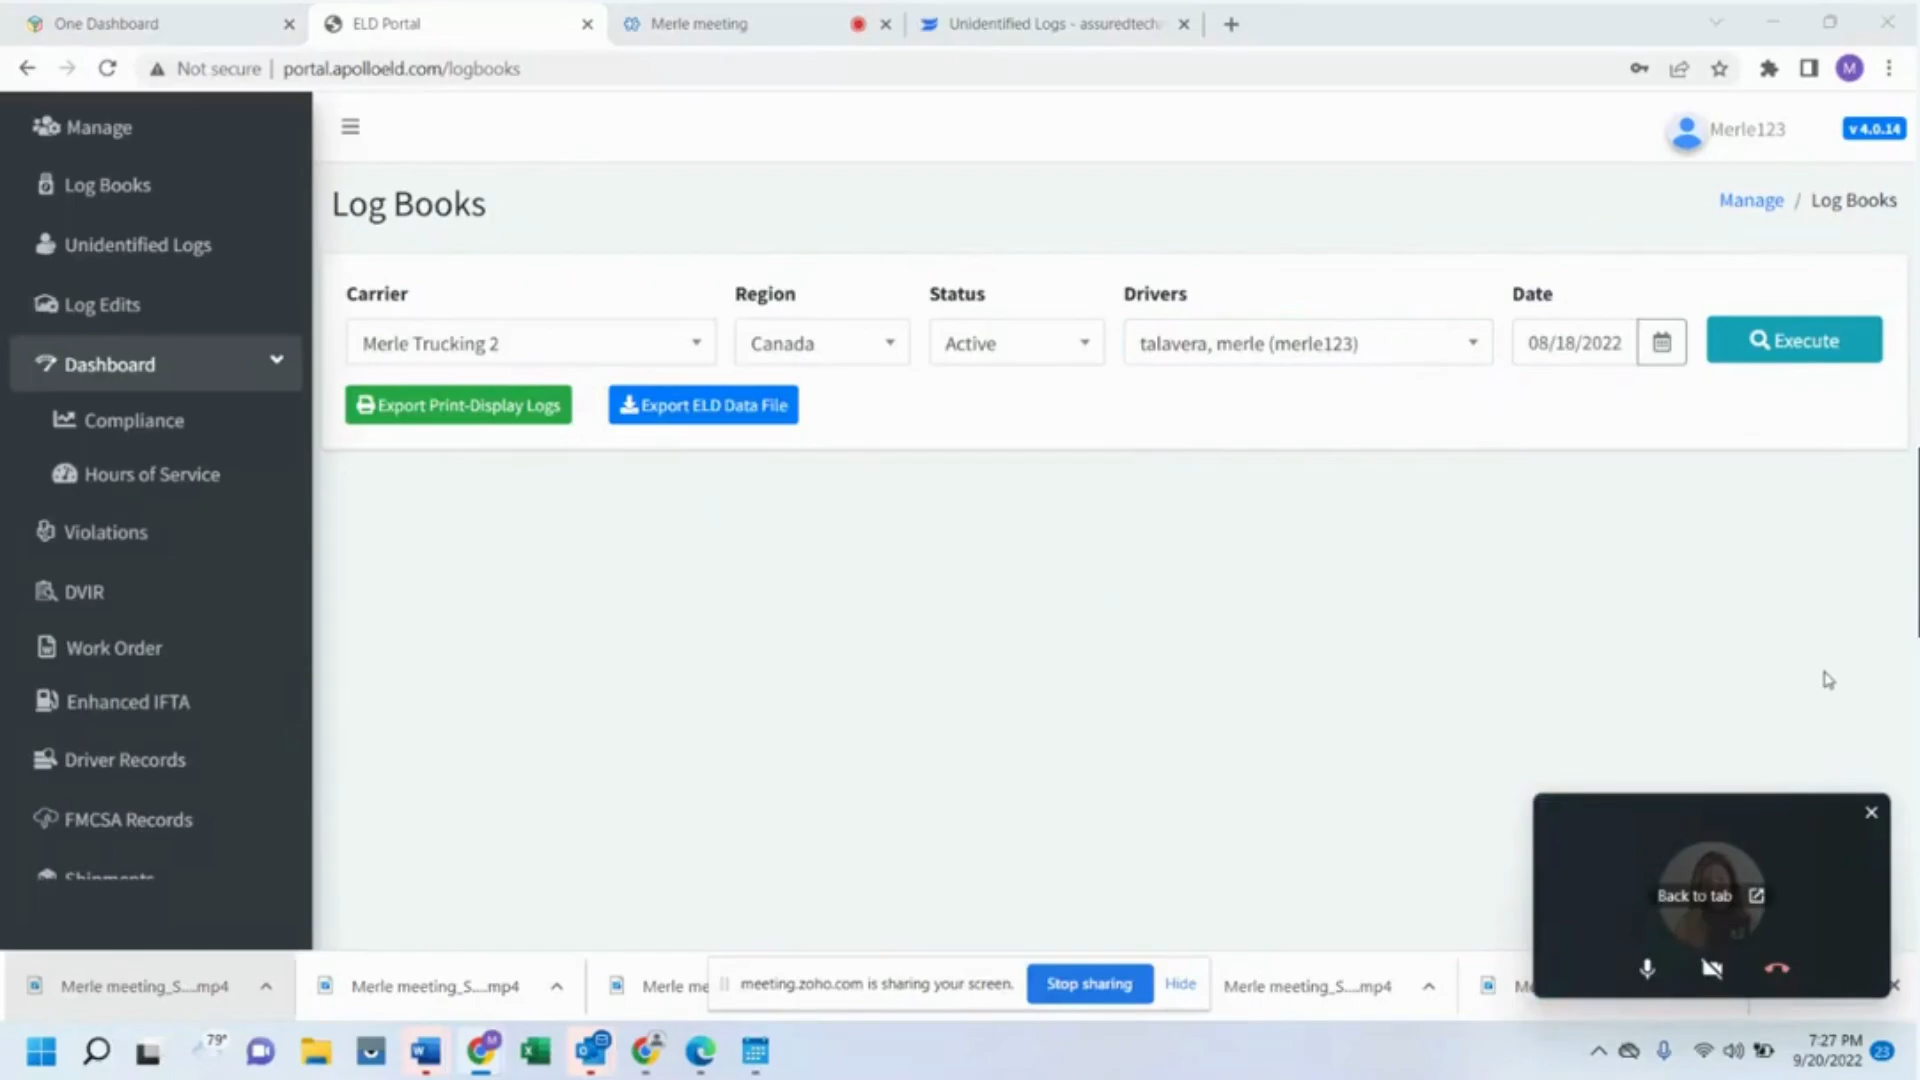 One Dashboard
ELD Portal
Merle meeting
Unidentified Logs - assuredtech
Not secure | portal.apolloeld.com/logbooks
M
Manage
Log Books
Unidentified Logs
Log Edits
Dashboard
Compliance
Hours of Service
Violations
DVIR
Work Order
Enhanced IFTA
Driver Records
FMCSA Records
Shipments
Merle123
v 4.0.14
Log Books
Manage / Log Books
Carrier
Region
Status
Drivers
Date
Merle Trucking 2
Canada
Active
talavera, merle (merle123)
08/18/2022
Execute
Export Print-Display Logs
Export ELD Data File
Back to tab
Merle meeting_S....mp4
Merle meeting_S....mp4
Merle me
meeting.zoho.com is sharing your screen.
Stop sharing
Hide
Merle meeting_S....mp4
79°
7:27 PM
9/20/2022
23